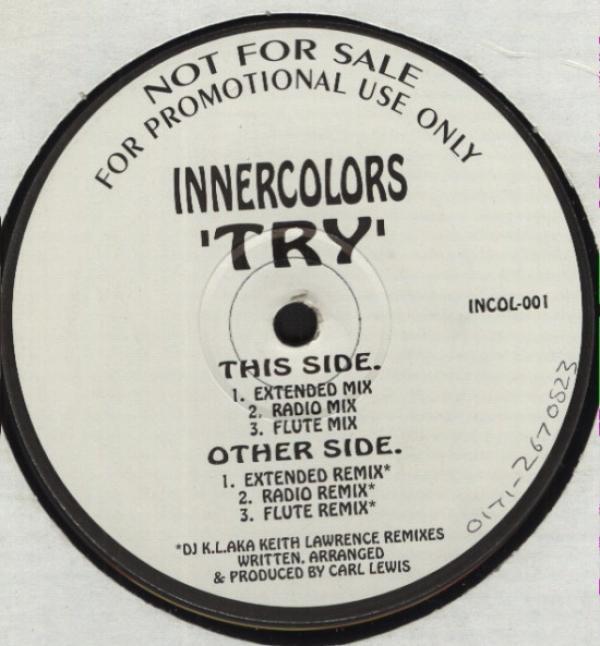 NOT FOR SALE
FOR PROMOTIONAL USE ONLY
INNERCOLORS
'TRY'
INCOL-001
THIS SIDE.
1. EXTENDED MIX
2. RADIO MIX
3. FLUTE MIX
OTHER SIDE.
1. EXTENDED REMIX*
2. RADIO REMIX*
3. FLUTE REMIX*
*DJ K.L.AKA KEITH LAWRENCE REMIXES
WRITTEN. ARRANGED
& PRODUCED BY CARL LEWIS
0171-2670823